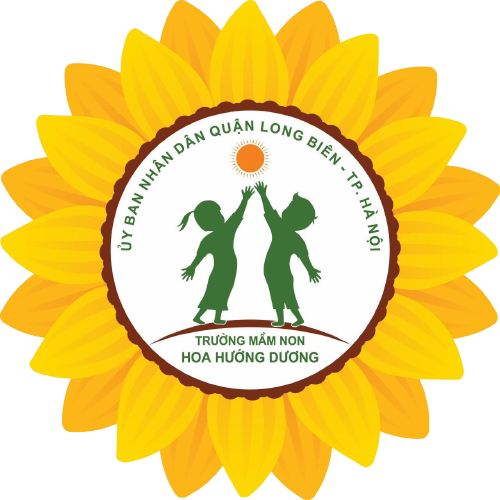 ỦY BAN NHÂN DÂN QUẬN LONG BIÊN - TP. HÀ NỘI
TRƯỜNG MẦM NON
HOA HƯỚNG DƯƠNG